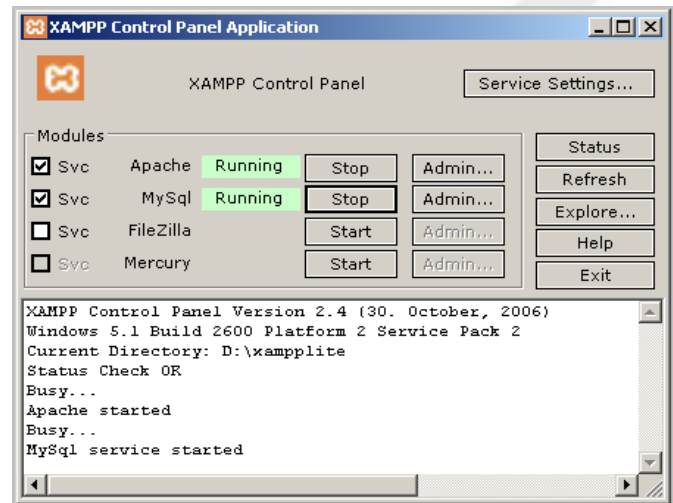 XAMPP Control Panel Application
XAMPP Control Panel
Service Settings...
Modules
Svc Apache Running Stop Admin...
Svc MySql Running Stop Admin...
Svc FileZilla Start Admin...
Svc Mercury Start Admin...
Status
Refresh
Explore...
Help
Exit
XAMPP Control Panel Version 2.4 (30. October, 2006)
Windows 5.1 Build 2600 Platform 2 Service Pack 2
Current Directory: D:\xampplite
Status Check OK
Busy...
Apache started
Busy...
MySql service started